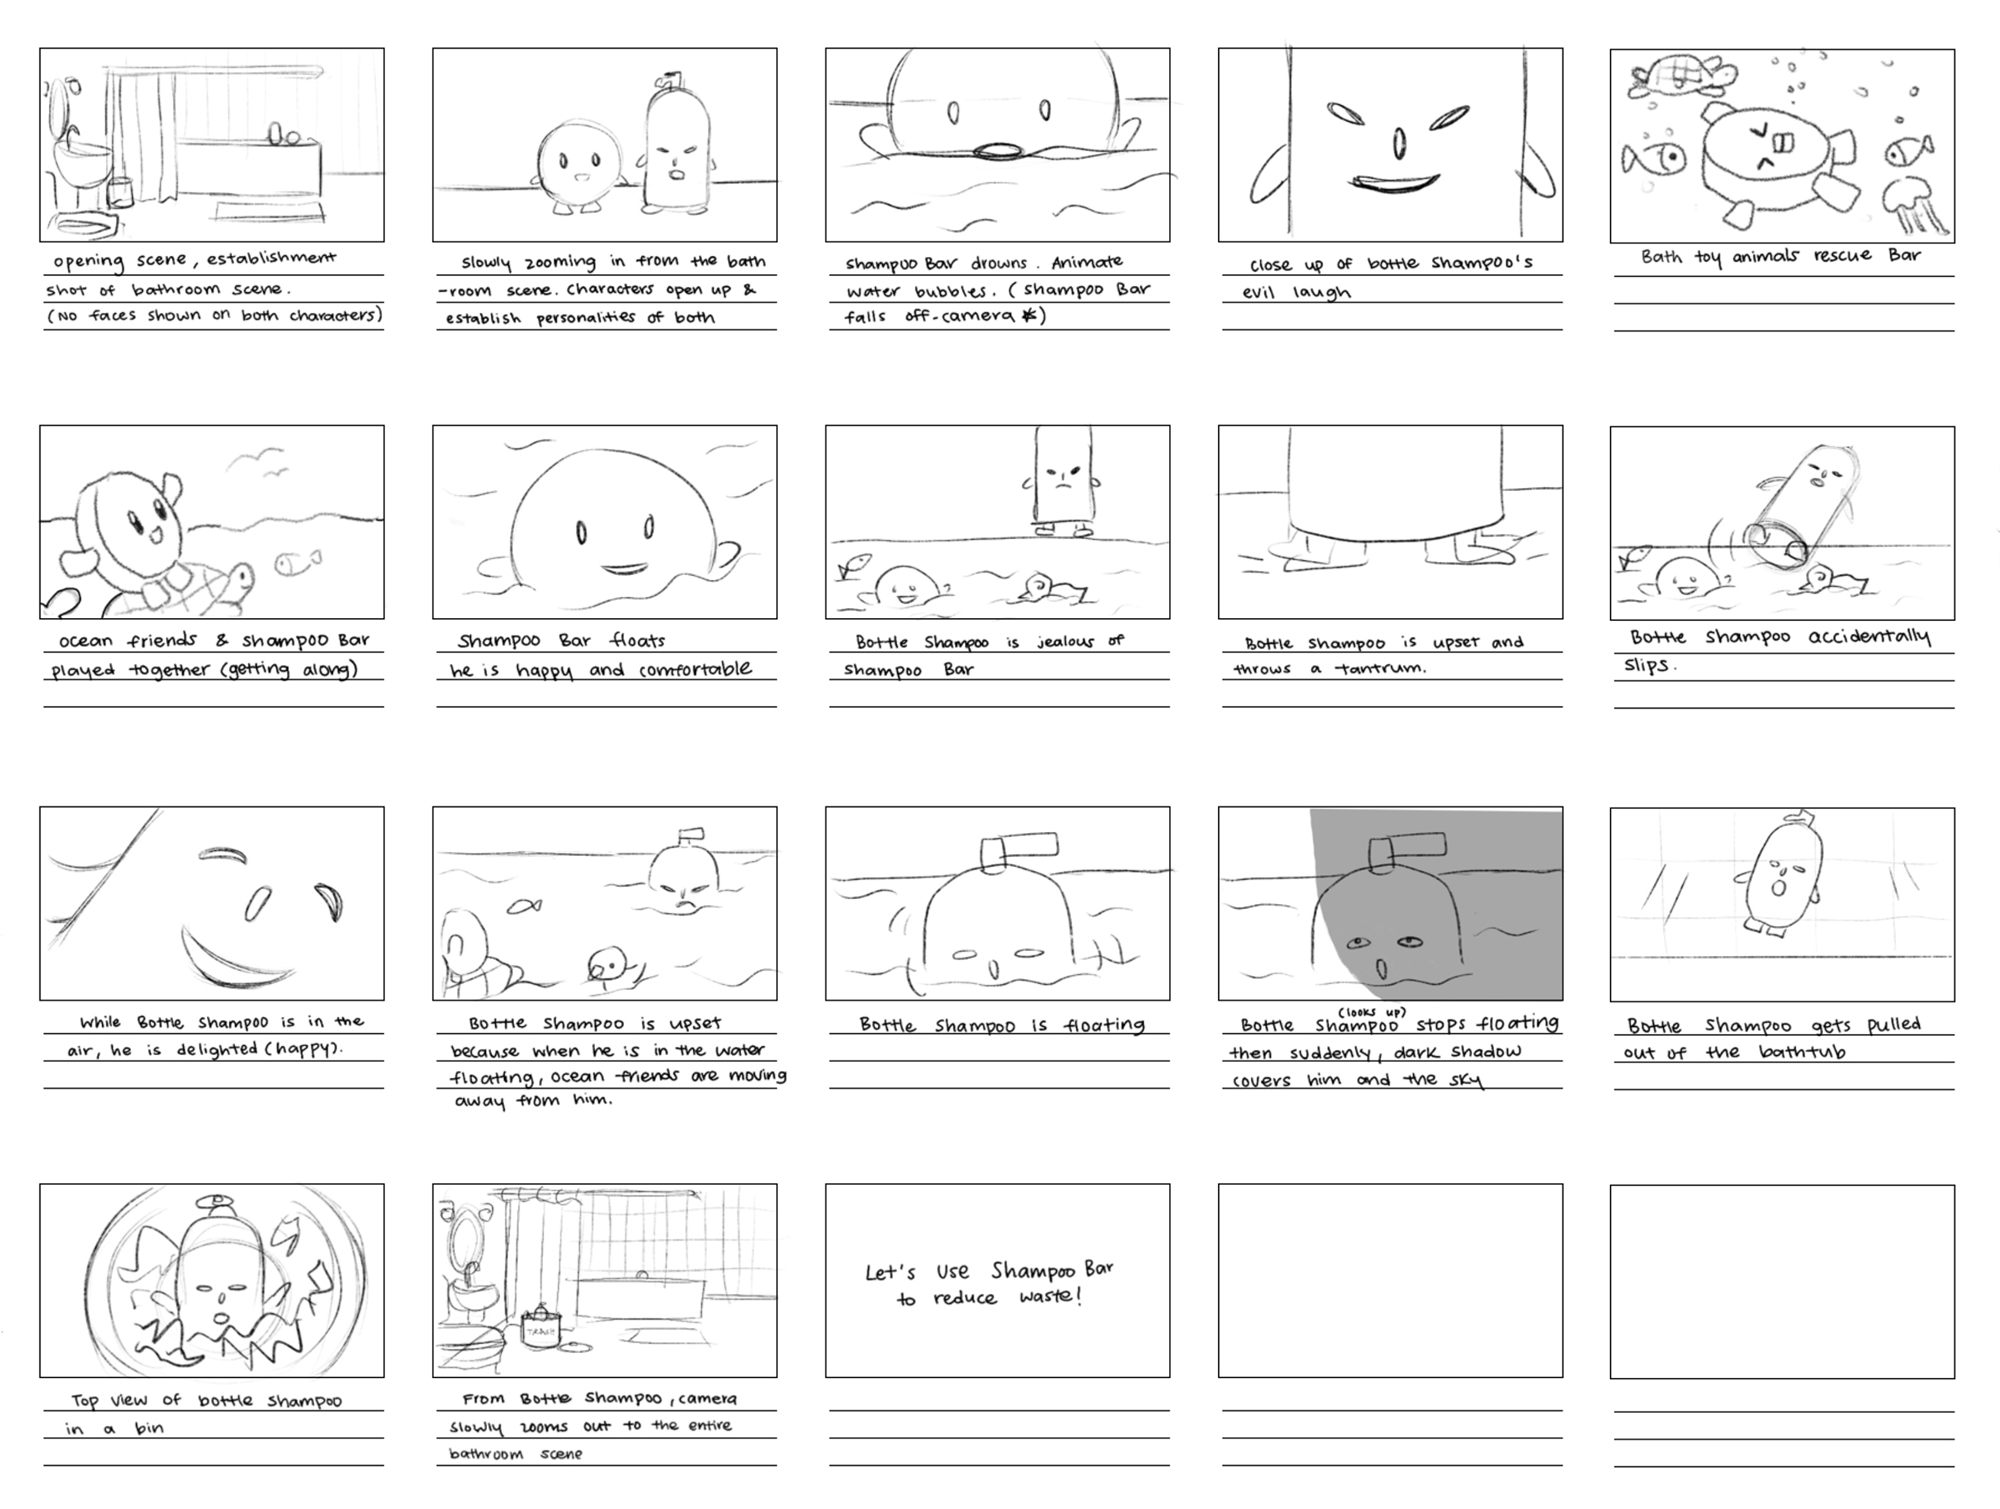 opening scene, establishment
shot of bathroom scene.
(No faces shown on both characters)
slowly zooming in from the bath
-room scene. Characters open up &
establish personalities of both
Shampoo Bar drowns. Animate
water bubbles. (Shampoo Bar
falls off-camera *)
Close up of bottle Shampoo's
evil laugh
Bath toy animals rescue Bar
ocean friends & Shampoo Bar
played together (getting along)
Shampoo Bar floats
he is happy and comfortable
Bottle Shampoo is jealous of
Shampoo Bar
Bottle Shampoo is upset and
throws a tantrum.
Bottle Shampoo accidentally
slips.
While Bottle Shampoo is in the
air, he is delighted (happy).
Bottle Shampoo is upset
because when he is in the water
floating, ocean friends are moving
away from him.
Bottle Shampoo is floating
(looks up)
Bottle Shampoo stops floating
then suddenly, dark shadow
covers him and the sky
Bottle Shampoo gets pulled
out of the bathtub
Top view of bottle shampoo
in a bin
TRASH
From Bottle Shampoo, camera
slowly zooms out to the entire
bathroom scene
Let's use Shampoo Bar
to reduce waste!